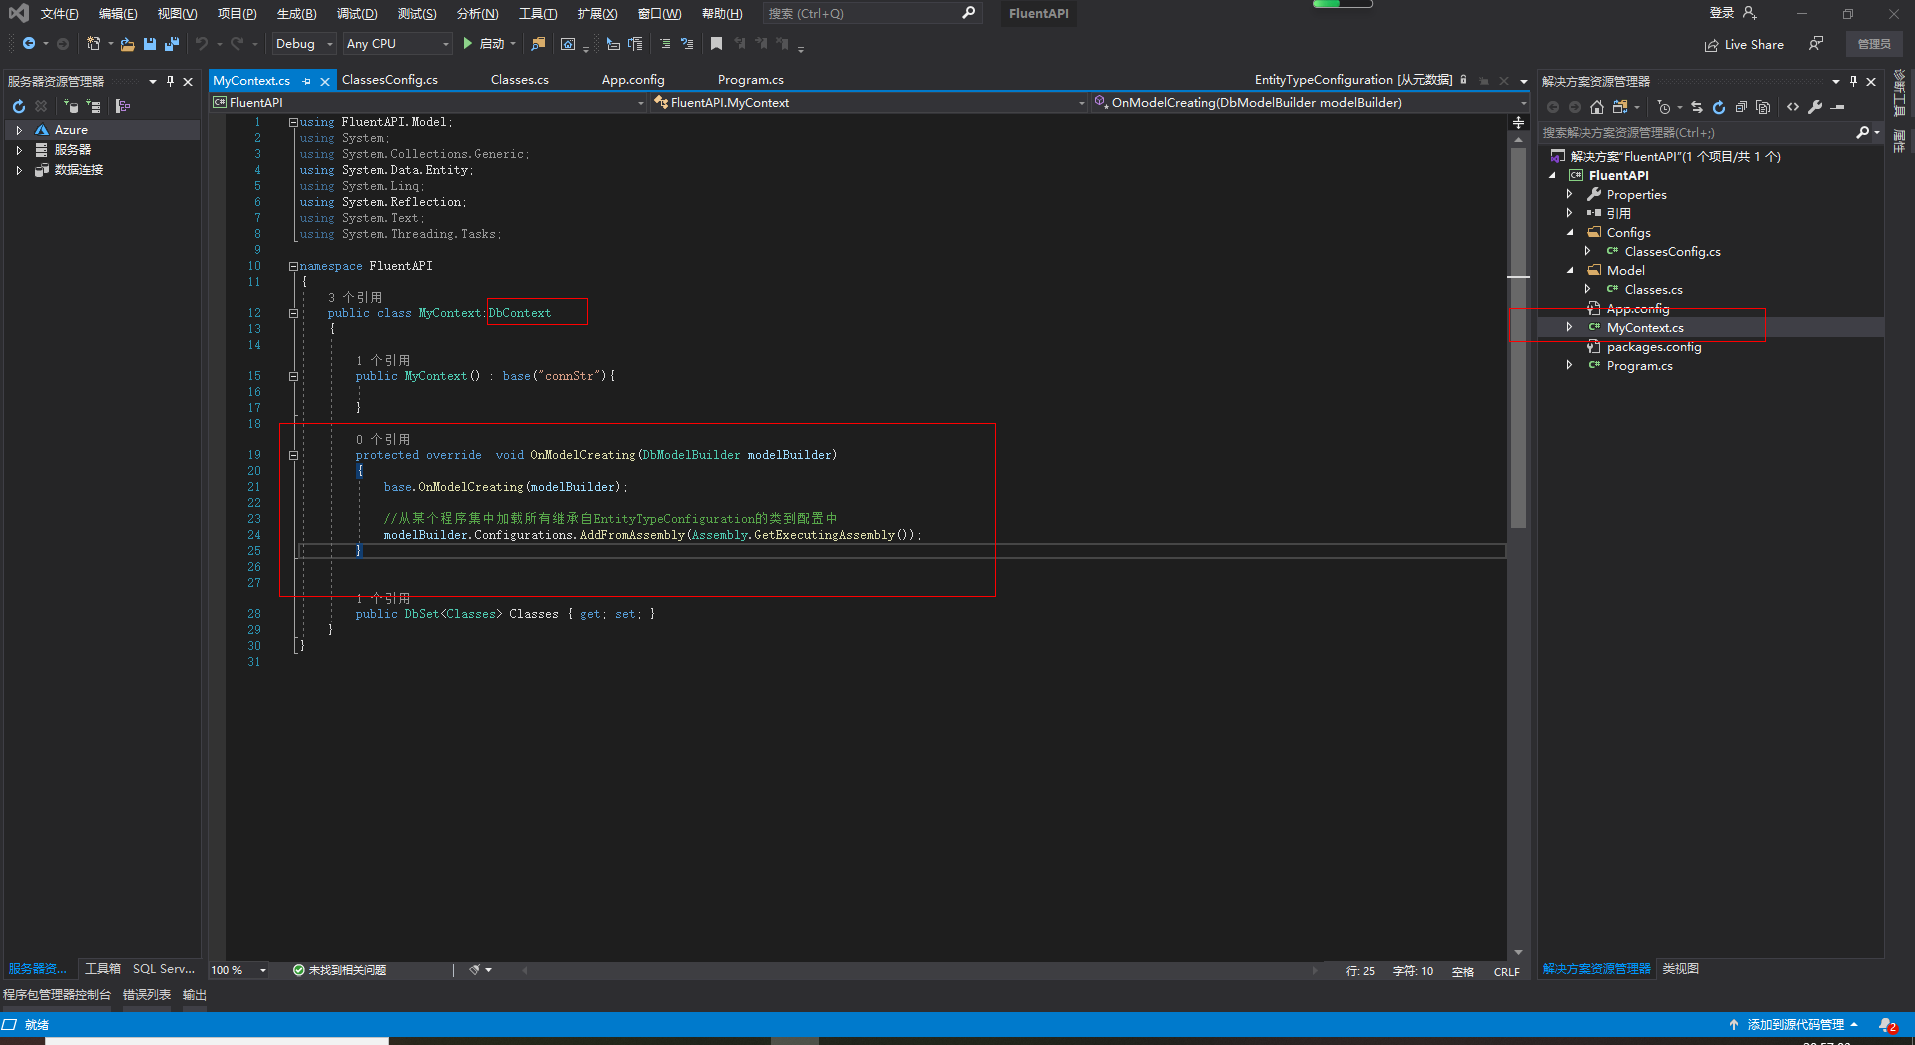 文件(F) 编辑(E) 视图(V) 项目(P) 生成(B) 调试(D) 测试(S) 分析(N) 工具(T) 扩展(X) 窗口(W) 帮助(H) 搜索 (Ctrl+Q) FluentAPI 登录
Debug Any CPU 启动 Live Share 管理员
服务器资源管理器
Azure
服务器
数据连接
MyContext.cs ClassesConfig.cs Classes.cs App.config Program.cs EntityTypeConfiguration [从元数据]
FluentAPI FluentAPI.MyContext OnModelCreating(DbModelBuilder modelBuilder)
1 using FluentAPI.Model;
2 using System;
3 using System.Collections.Generic;
4 using System.Data.Entity;
5 using System.Linq;
6 using System.Reflection;
7 using System.Text;
8 using System.Threading.Tasks;
9
10 namespace FluentAPI
11 {
3 个引用
12 public class MyContext:DbContext
13 {
14
1 个引用
15 public MyContext() : base("connStr"){
16
17 }
18
0 个引用
19 protected override  void OnModelCreating(DbModelBuilder modelBuilder)
20 {
21 base.OnModelCreating(modelBuilder);
22
23 //从某个程序集中加载所有继承自EntityTypeConfiguration的类到配置中
24 modelBuilder.Configurations.AddFromAssembly(Assembly.GetExecutingAssembly());
25 }
26
27
1 个引用
28 public DbSet<Classes> Classes { get; set; }
29 }
30 }
31
解决方案资源管理器
搜索解决方案资源管理器(Ctrl+;)
解决方案"FluentAPI"(1 个项目/共 1 个)
FluentAPI
Properties
引用
Configs
ClassesConfig.cs
Model
Classes.cs
App.config
MyContext.cs
packages.config
Program.cs
诊断工具
属性
服务器资... 工具箱 SQL Serv...
100 % 未找到相关问题 行: 25 字符: 10 空格 CRLF
解决方案资源管理器 类视图
程序包管理器控制台 错误列表 输出
就绪 添加到源代码管理 2